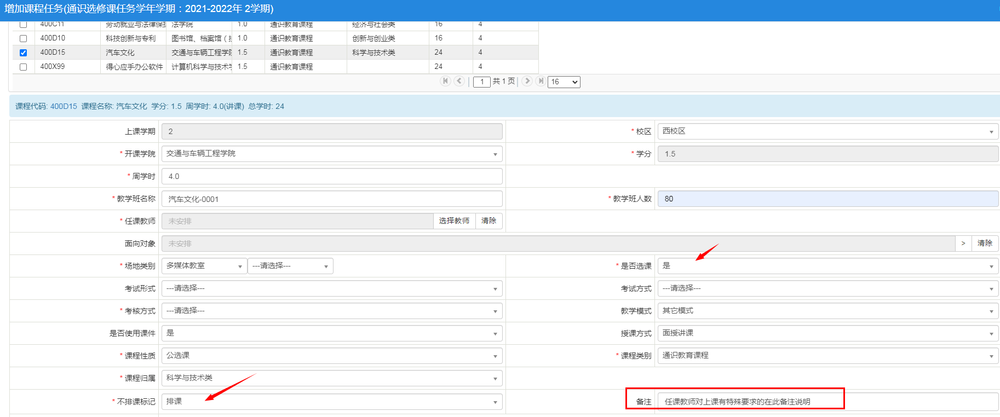 增加课程任务(通识选修课任务学年学期：2021-2022年 2学期)
400C11 劳动就业与法律保护 法学院 1.0 通识教育课程 经济与社会类 16 4
400D10 科技创新与专利 图书馆、档案馆（ 1.0 通识教育课程 创新与创业类 16 4
400D15 汽车文化 交通与车辆工程学院 1.5 通识教育课程 科学与技术类 24 4
400X99 得心应手办公软件 计算机科学与技术学 1.5 通识教育课程 24 4
1 共 1 页 16
课程代码: 400D15 课程名称: 汽车文化 学分: 1.5 周学时: 4.0(讲课) 总学时: 24
上课学期 2 * 校区 西校区
* 开课学院 交通与车辆工程学院 * 学分 1.5
* 周学时 4.0
* 教学班名称 汽车文化-0001 * 教学班人数 80
* 任课教师 未安排 选择教师 清除
面向对象 未安排 > 清除
* 场地类别 多媒体教室 ---请选择--- * 是否选课 是
考试形式 ---请选择--- 考试方式 ---请选择---
* 考核方式 ---请选择--- 教学模式 其它模式
是否使用课件 是 授课方式 面授讲课
* 课程性质 公选课 * 课程类别 通识教育课程
* 课程归属 科学与技术类
* 不排课标记 排课 备注 任课教师对上课有特殊要求的在此备注说明